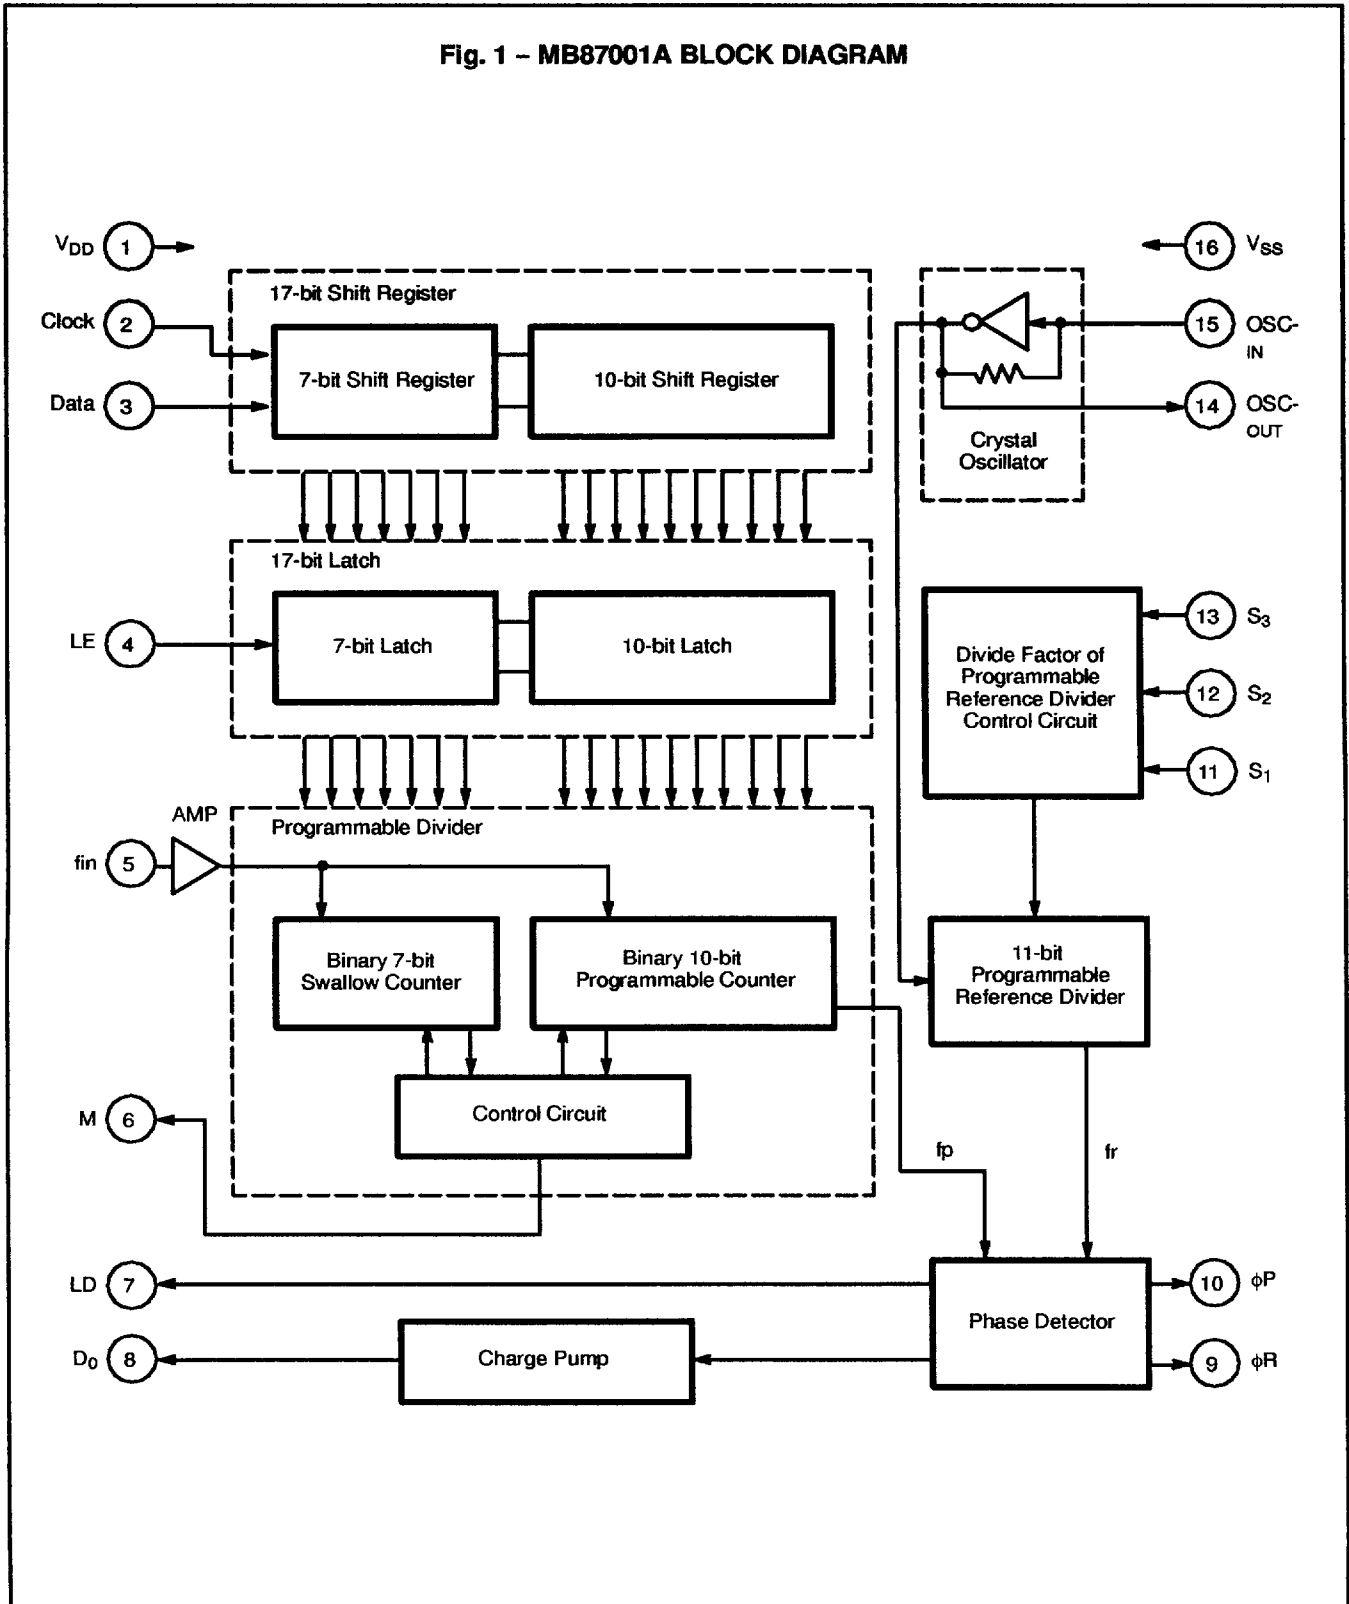 Fig. 1 – MB87001A BLOCK DIAGRAM
VDD 1
16 VSS
17-bit Shift Register
Clock 2
15 OSC-
IN
7-bit Shift Register
10-bit Shift Register
Data 3
14 OSC-
OUT
Crystal
Oscillator
17-bit Latch
LE 4
7-bit Latch
10-bit Latch
Divide Factor of
Programmable
Reference Divider
Control Circuit
13 S3
12 S2
11 S1
AMP
Programmable Divider
fin 5
Binary 7-bit
Swallow Counter
Binary 10-bit
Programmable Counter
11-bit
Programmable
Reference Divider
Control Circuit
M 6
fp
fr
LD 7
Phase Detector
10 ϕP
D0 8
Charge Pump
9 ϕR